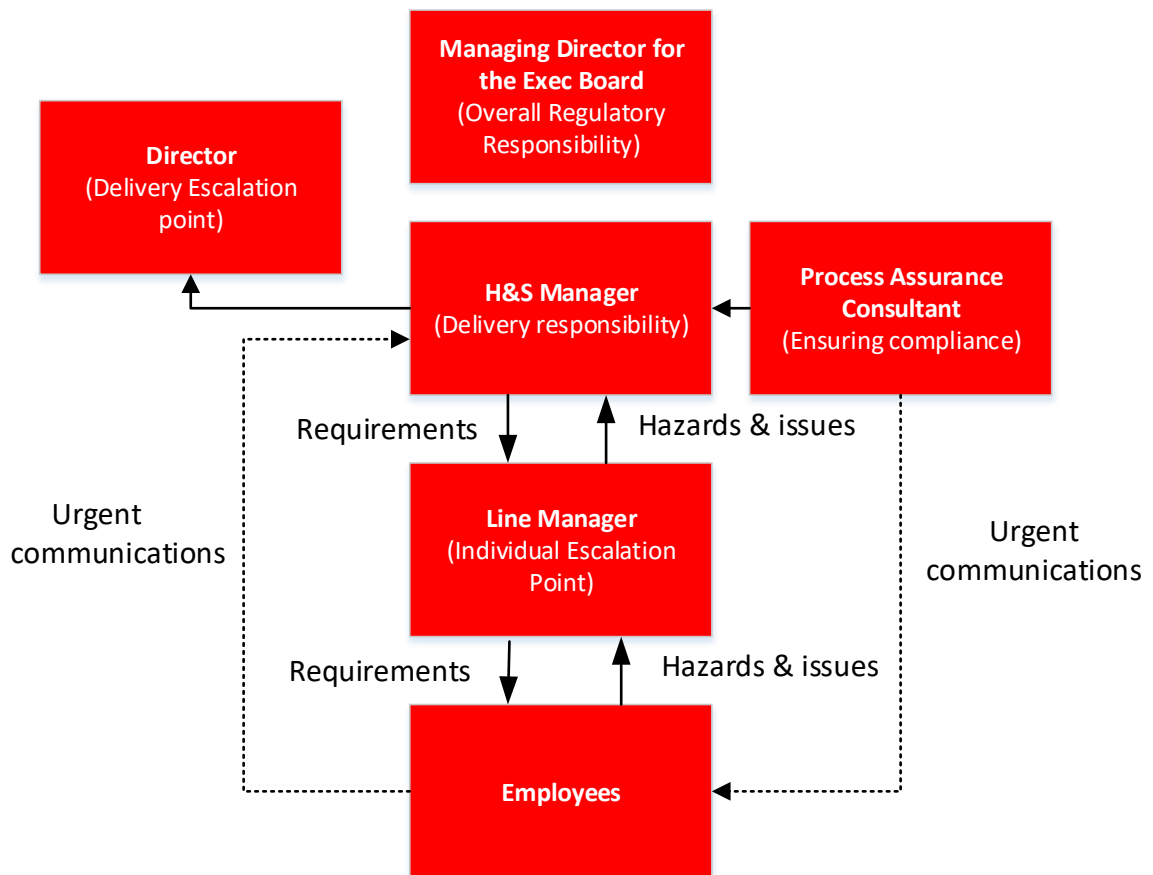 Managing Director for
the Exec Board
(Overall Regulatory
Responsibility)
Director
(Delivery Escalation
point)
H&S Manager
(Delivery responsibility)
Process Assurance
Consultant
(Ensuring compliance)
Requirements
Hazards & issues
Urgent
communications
Line Manager
(Individual Escalation
Point)
Urgent
communications
Requirements
Hazards & issues
Employees